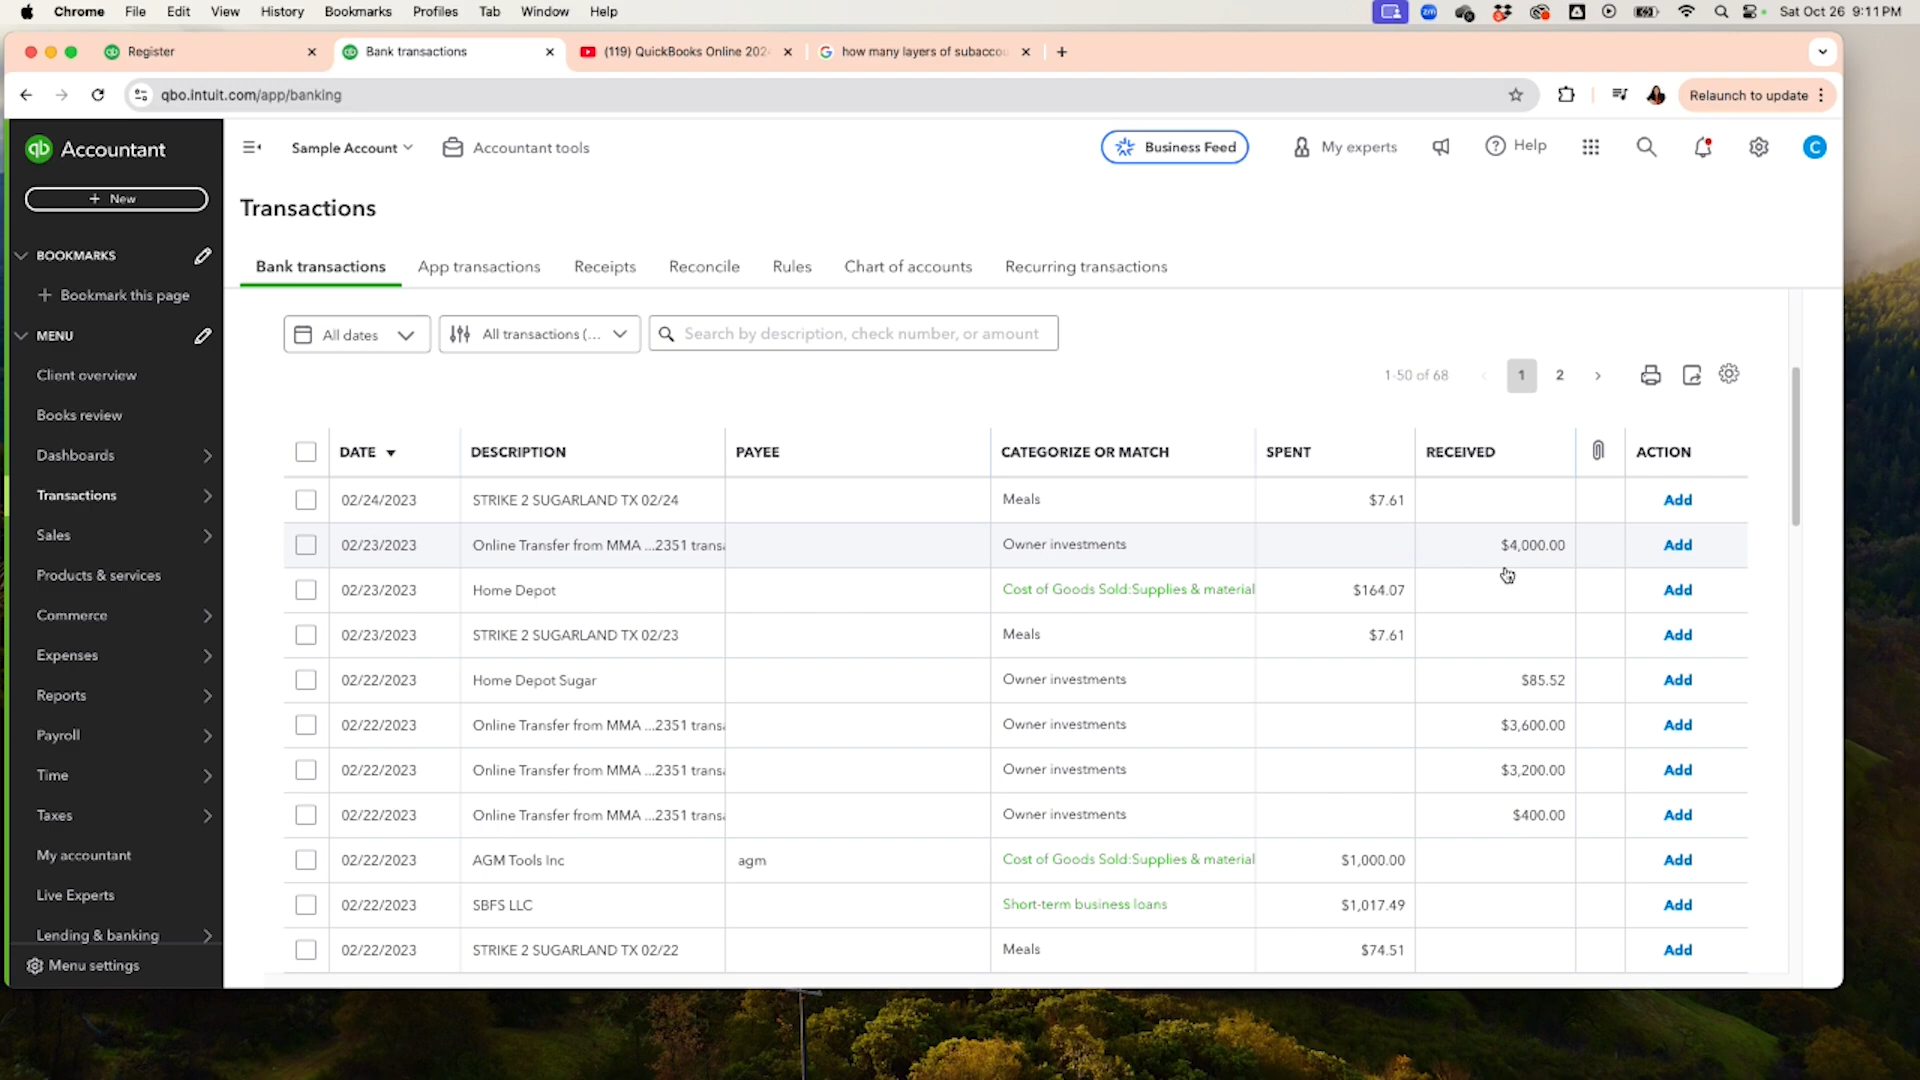 Chrome File Edit View History Bookmarks Profiles Tab Window Help zm Sat Oct 26 9:11 PM
Register Bank transactions (119) QuickBooks Online 202 how many layers of subacco
qbo.intuit.com/app/banking Relaunch to update
qb Accountant Sample Account Accountant tools Business Feed My experts Help C
+ New
Transactions
BOOKMARKS
Bank transactions App transactions Receipts Reconcile Rules Chart of accounts Recurring transactions
+ Bookmark this page
MENU
All dates All transactions (... Search by description, check number, or amount
Client overview
1-50 of 68 1 2
Books review
Dashboards
DATE DESCRIPTION PAYEE CATEGORIZE OR MATCH SPENT RECEIVED ACTION
Transactions
02/24/2023 STRIKE 2 SUGARLAND TX 02/24 Meals $7.61 Add
Sales
02/23/2023 Online Transfer from MMA ...2351 transa Owner investments $4,000.00 Add
Products & services
02/23/2023 Home Depot Cost of Goods Sold:Supplies & material $164.07 Add
Commerce
02/23/2023 STRIKE 2 SUGARLAND TX 02/23 Meals $7.61 Add
Expenses
02/22/2023 Home Depot Sugar Owner investments $85.52 Add
Reports
02/22/2023 Online Transfer from MMA ...2351 transa Owner investments $3,600.00 Add
Payroll
02/22/2023 Online Transfer from MMA ...2351 transa Owner investments $3,200.00 Add
Time
02/22/2023 Online Transfer from MMA ...2351 transa Owner investments $400.00 Add
Taxes
My accountant
02/22/2023 AGM Tools Inc agm Cost of Goods Sold:Supplies & material $1,000.00 Add
Live Experts
02/22/2023 SBFS LLC Short-term business loans $1,017.49 Add
Lending & banking
02/22/2023 STRIKE 2 SUGARLAND TX 02/22 Meals $74.51 Add
Menu settings